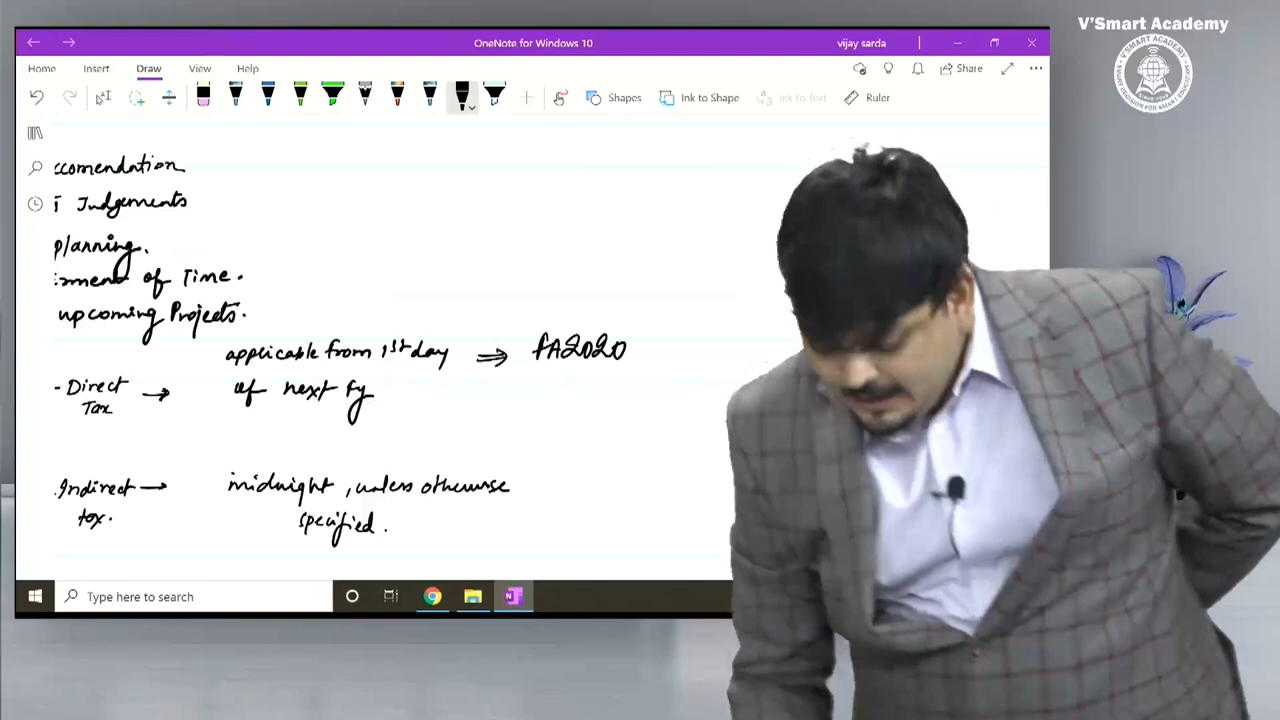 V'Smart Academy
OneNote for Windows 10
vijay sarda
Home Insert Draw View Help
Share
Shapes Ink to Shape Ink to Text Ruler
ccomendation
Judgements
planning.
of Time.
upcoming Projects.
applicable from 1st day ⇒ FA2020
- Direct Tax → of next fy
Indirect tax. → midnight, unless otherwise
specified.
Type here to search